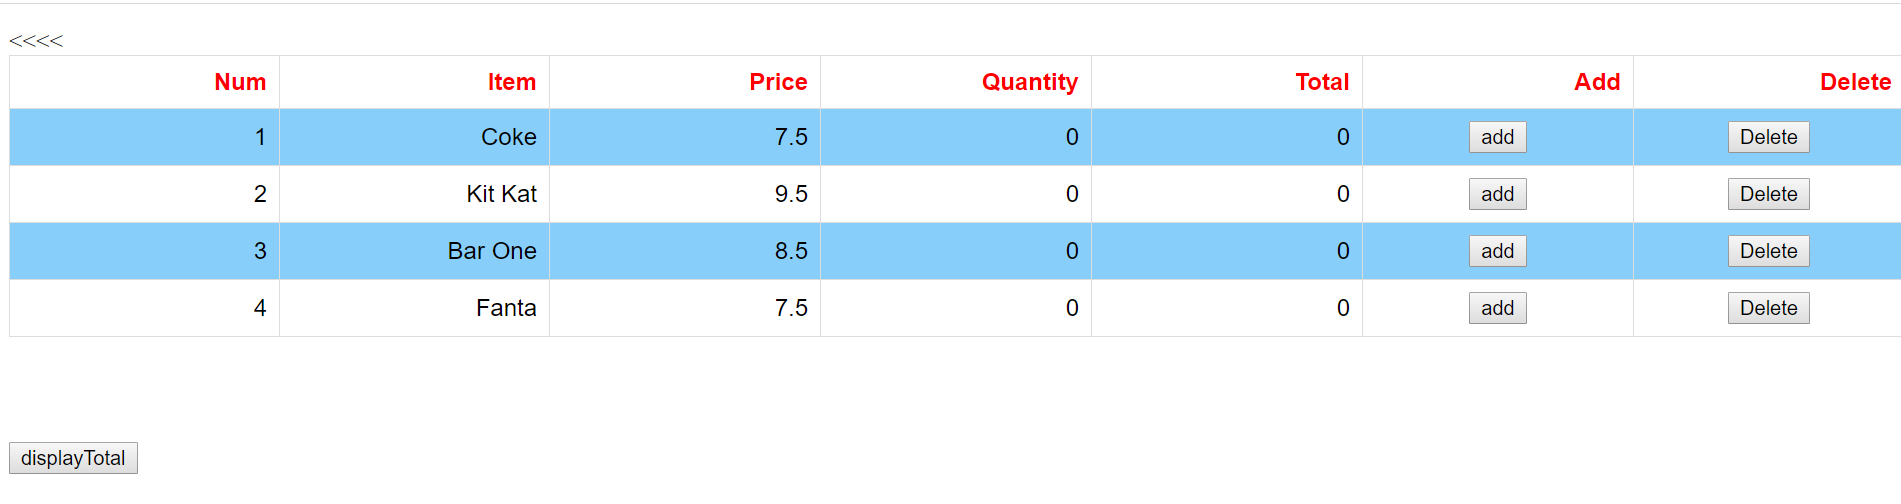 <<<<
Num Item Price Quantity Total Add Delete
1 Coke 7.5 0 0 add Delete
2 Kit Kat 9.5 0 0 add Delete
3 Bar One 8.5 0 0 add Delete
4 Fanta 7.5 0 0 add Delete
displayTotal